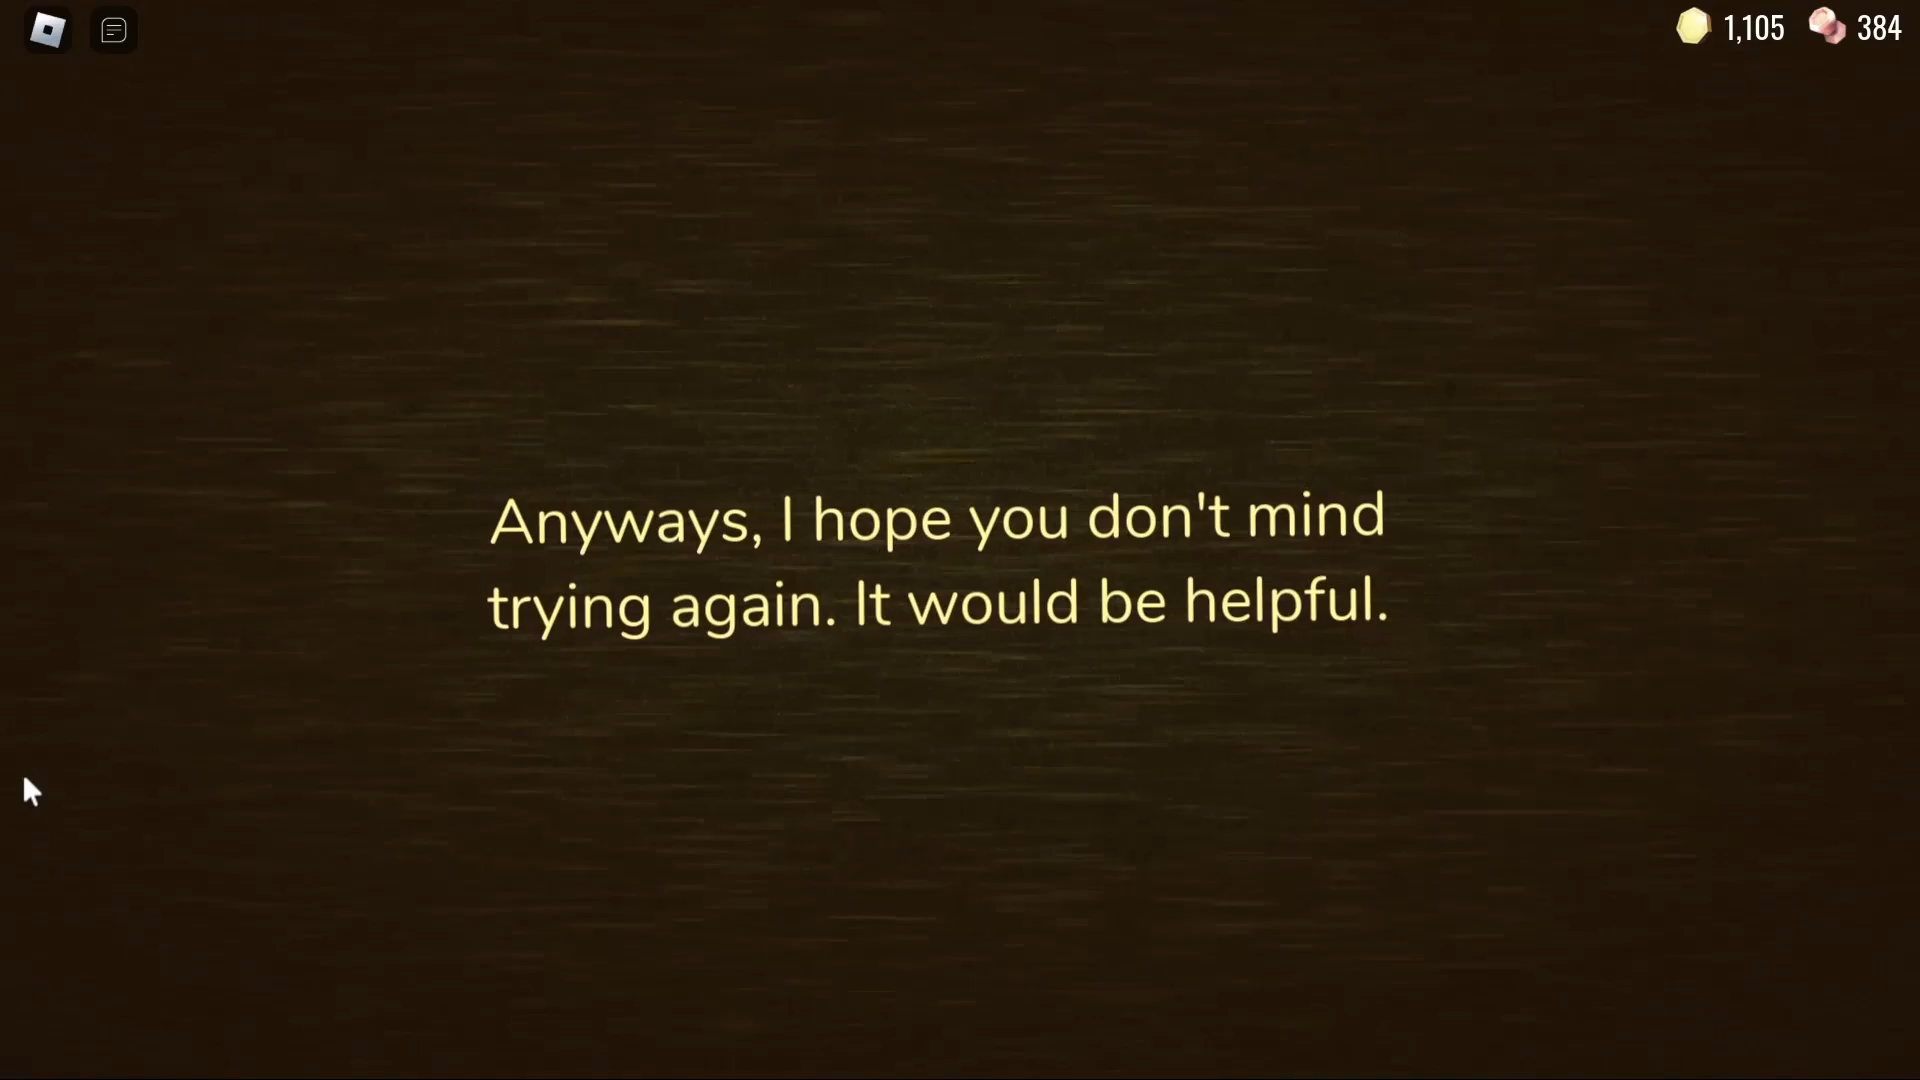 1,105 384
Anyways, I hope you don't mind
trying again. It would be helpful.